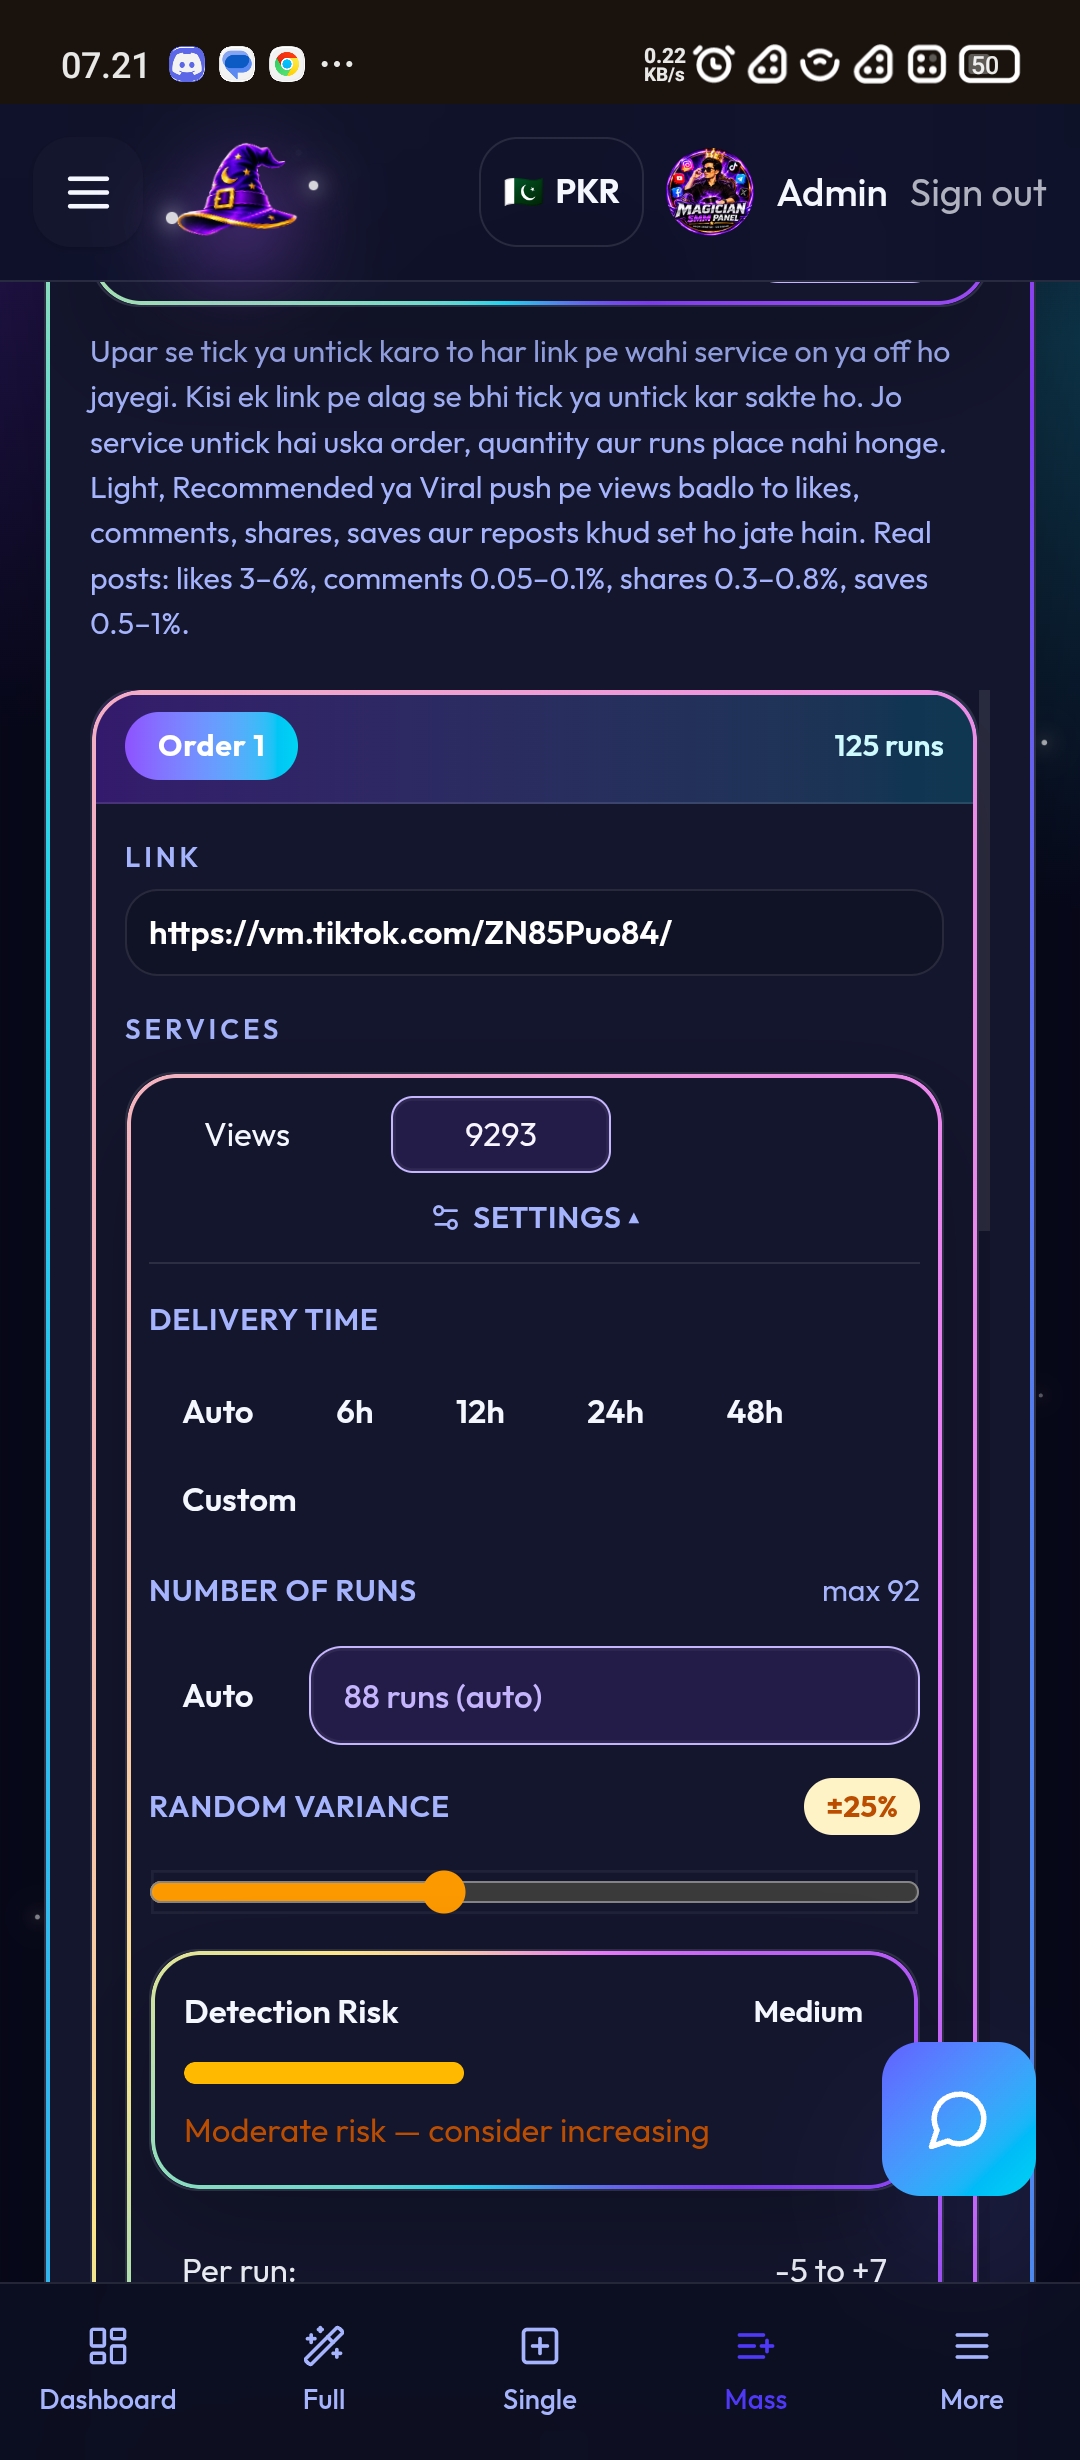 07.21
0.22 KB/s
50
PKR
MAGICIAN
SMM PANEL
Admin
Sign out
Upar se tick ya untick karo to har link pe wahi service on ya off ho
jayegi. Kisi ek link pe alag se bhi tick ya untick kar sakte ho. Jo
service untick hai uska order, quantity aur runs place nahi honge.
Light, Recommended ya Viral push pe views badlo to likes,
comments, shares, saves aur reposts khud set ho jate hain. Real
posts: likes 3–6%, comments 0.05–0.1%, shares 0.3–0.8%, saves
0.5–1%.
Order 1
125 runs
LINK
https://vm.tiktok.com/ZN85Puo84/
SERVICES
Views
9293
SETTINGS ▴
DELIVERY TIME
Auto 6h 12h 24h 48h
Custom
NUMBER OF RUNS
max 92
Auto
88 runs (auto)
RANDOM VARIANCE
±25%
Detection Risk
Medium
Moderate risk — consider increasing
Per run:
-5 to +7
Dashboard
Full
Single
Mass
More